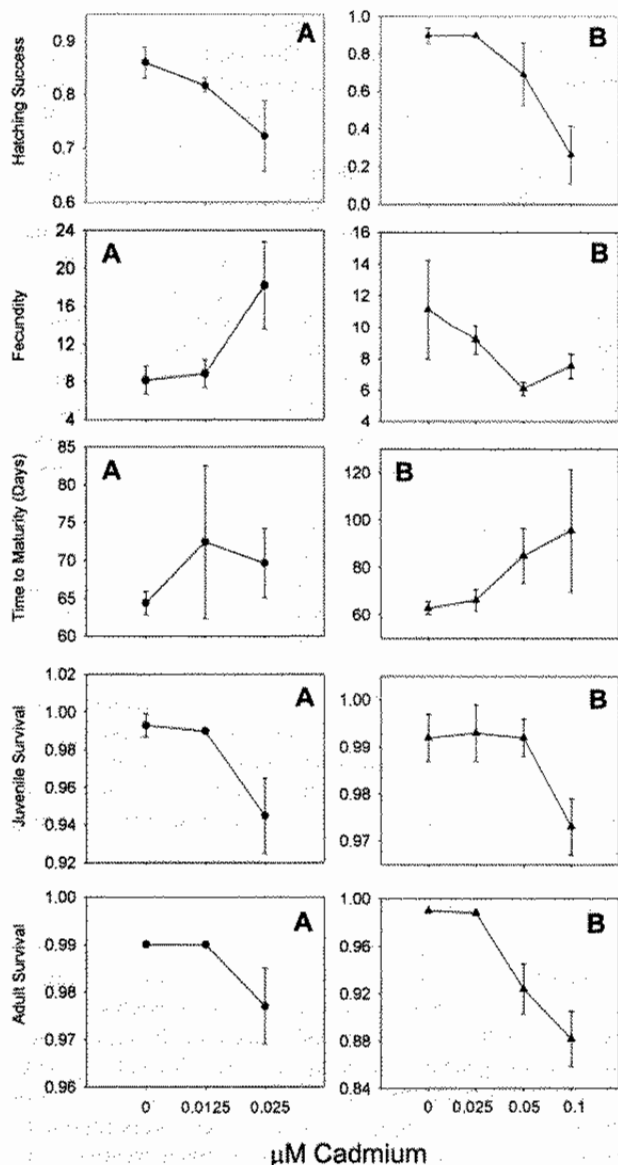 A
B
Hatching Success
0.9
0.8
0.7
0.6
1.0
0.8
0.6
0.4
0.2
0.0
A
B
Fecundity
24
20
16
12
8
4
16
14
12
10
8
6
4
A
B
Time to Maturity (Days)
85
80
75
70
65
60
120
100
80
60
A
B
Juvenile Survival
1.02
1.00
0.98
0.96
0.94
0.92
1.00
0.99
0.97
A
B
Adult Survival
1.00
0.99
0.98
0.97
0.96
1.00
0.96
0.92
0.88
0.84
0 0.0125 0.025
0 0.025 0.05 0.1
µM Cadmium